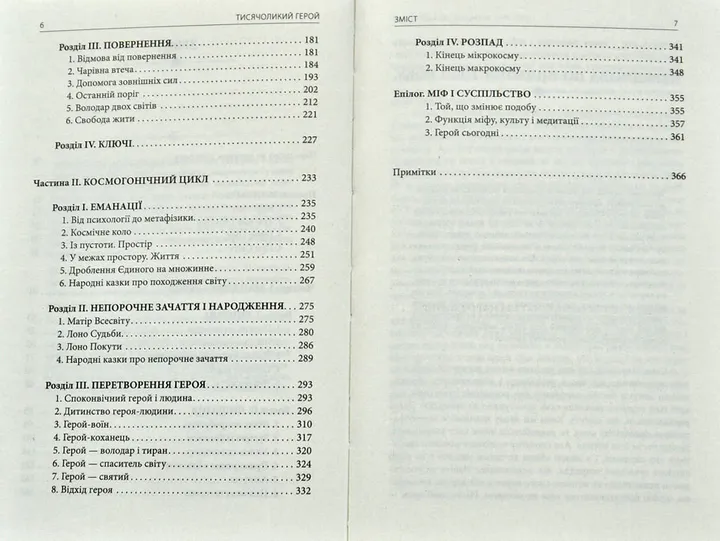 6 ТИСЯЧОЛИКИЙ ГЕРОЙ
Розділ III. ПОВЕРНЕННЯ. 181
1. Відмова від повернення 181
2. Чарівна втеча 184
3. Допомога зовнішніх сил 193
4. Останній поріг 202
5. Володар двох світів 212
6. Свобода жити 221
Розділ IV. КЛЮЧІ. 227
Частина II. КОСМОГОНІЧНИЙ ЦИКЛ 233
Розділ I. ЕМАНАЦІЇ 235
1. Від психології до метафізики. 235
2. Космічне коло 240
3. Із пустоти. Простір 248
4. У межах простору. Життя 251
5. Дроблення Єдиного на множинне 259
6. Народні казки про походження світу 267
Розділ II. НЕПОРОЧНЕ ЗАЧАТТЯ І НАРОДЖЕННЯ. 275
1. Матір Всесвіту 275
2. Лоно Судьби. 280
3. Лоно Покути 286
4. Народні казки про непорочне зачаття 289
Розділ III. ПЕРЕТВОРЕННЯ ГЕРОЯ 293
1. Споконвічний герой і людина 293
2. Дитинство героя-людини 296
3. Герой-воїн. 310
4. Герой-коханець 317
5. Герой — володар і тиран 320
6. Герой — спаситель світу 324
7. Герой — святий 329
8. Відхід героя 332
ЗМІСТ 7
Розділ IV. РОЗПАД 341
1. Кінець мікрокосму 341
2. Кінець макрокосму 348
Епілог. МІФ І СУСПІЛЬСТВО 355
1. Той, що змінює подобу 355
2. Функція міфу, культу і медитації 357
3. Герой сьогодні 361
Примітки 366